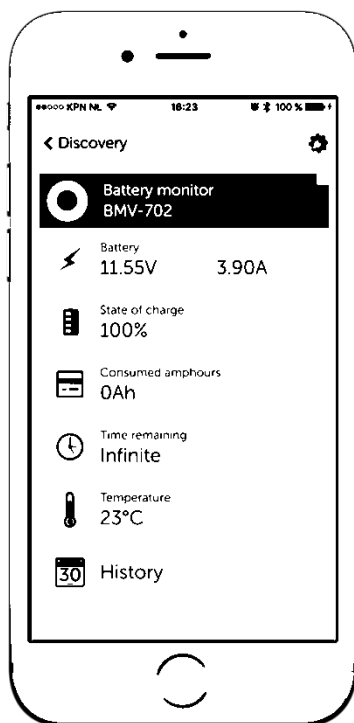 KPN NL 16:23 100 %
< Discovery
Battery monitor
BMV-702
Battery
11.55V 3.90A
State of charge
100%
Consumed amphours
0Ah
Time remaining
Infinite
Temperature
23°C
30 History